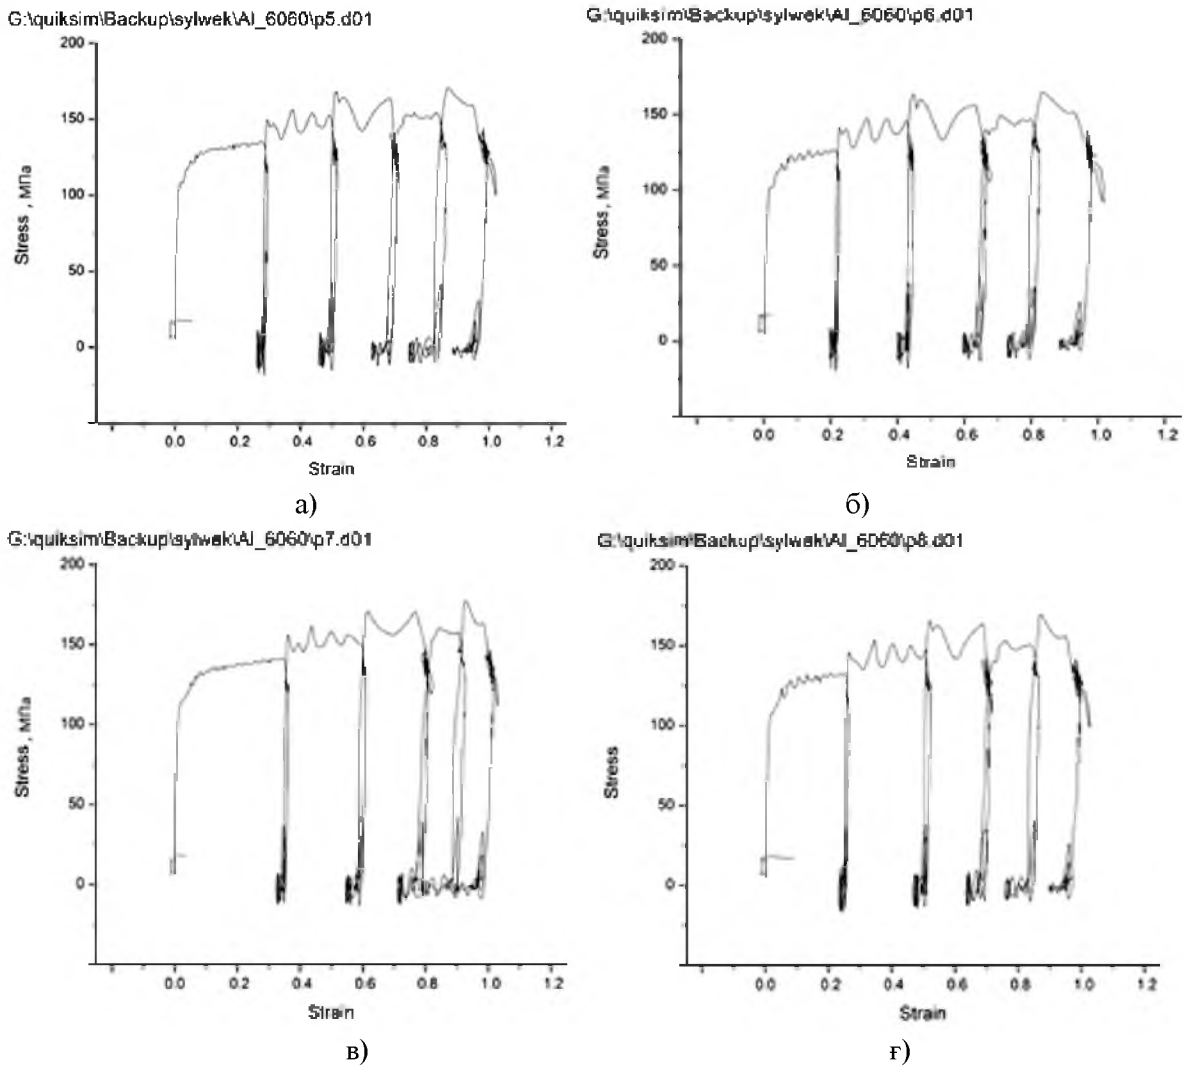 G:\quiksim\Backup\sylwek\Al_6060\p5.d01
200
150
100
50
0
Stress , МПа
0.0 0.2 0.4 0.6 0.8 1.0 1.2
Strain
а)
G:\quiksim\Backup\sylwek\Al_6060\p6.d01
200
150
100
50
0
Stress, МПа
0.0 0.2 0.4 0.6 0.8 1.0 1.2
Strain
б)
G:\quiksim\Backup\sylwek\Al_6060\p7.d01
200
150
100
50
0
Stress, МПа
0.0 0.2 0.4 0.6 0.8 1.0 1.2
Strain
в)
G:\quiksim\Backup\sylwek\Al_6060\p8.d01
200
150
100
50
0
Stress
0.0 0.2 0.4 0.6 0.8 1.0 1.2
Strain
г)